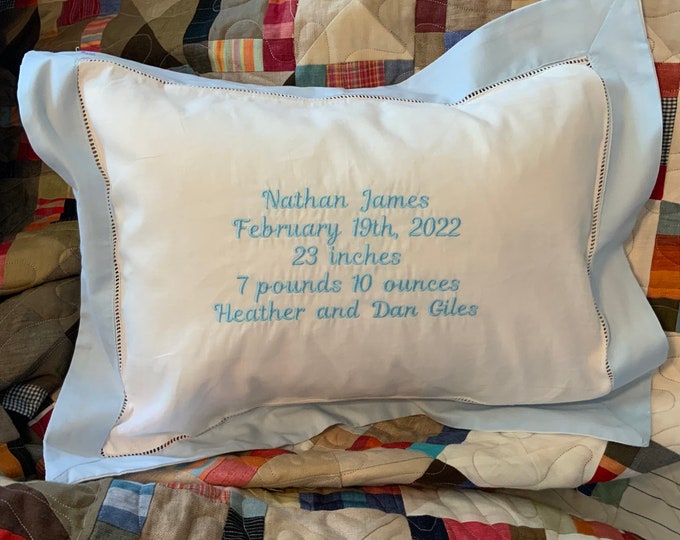 Nathan James
February 19th, 2022
23 inches
7 pounds 10 ounces
Heather and Dan Giles